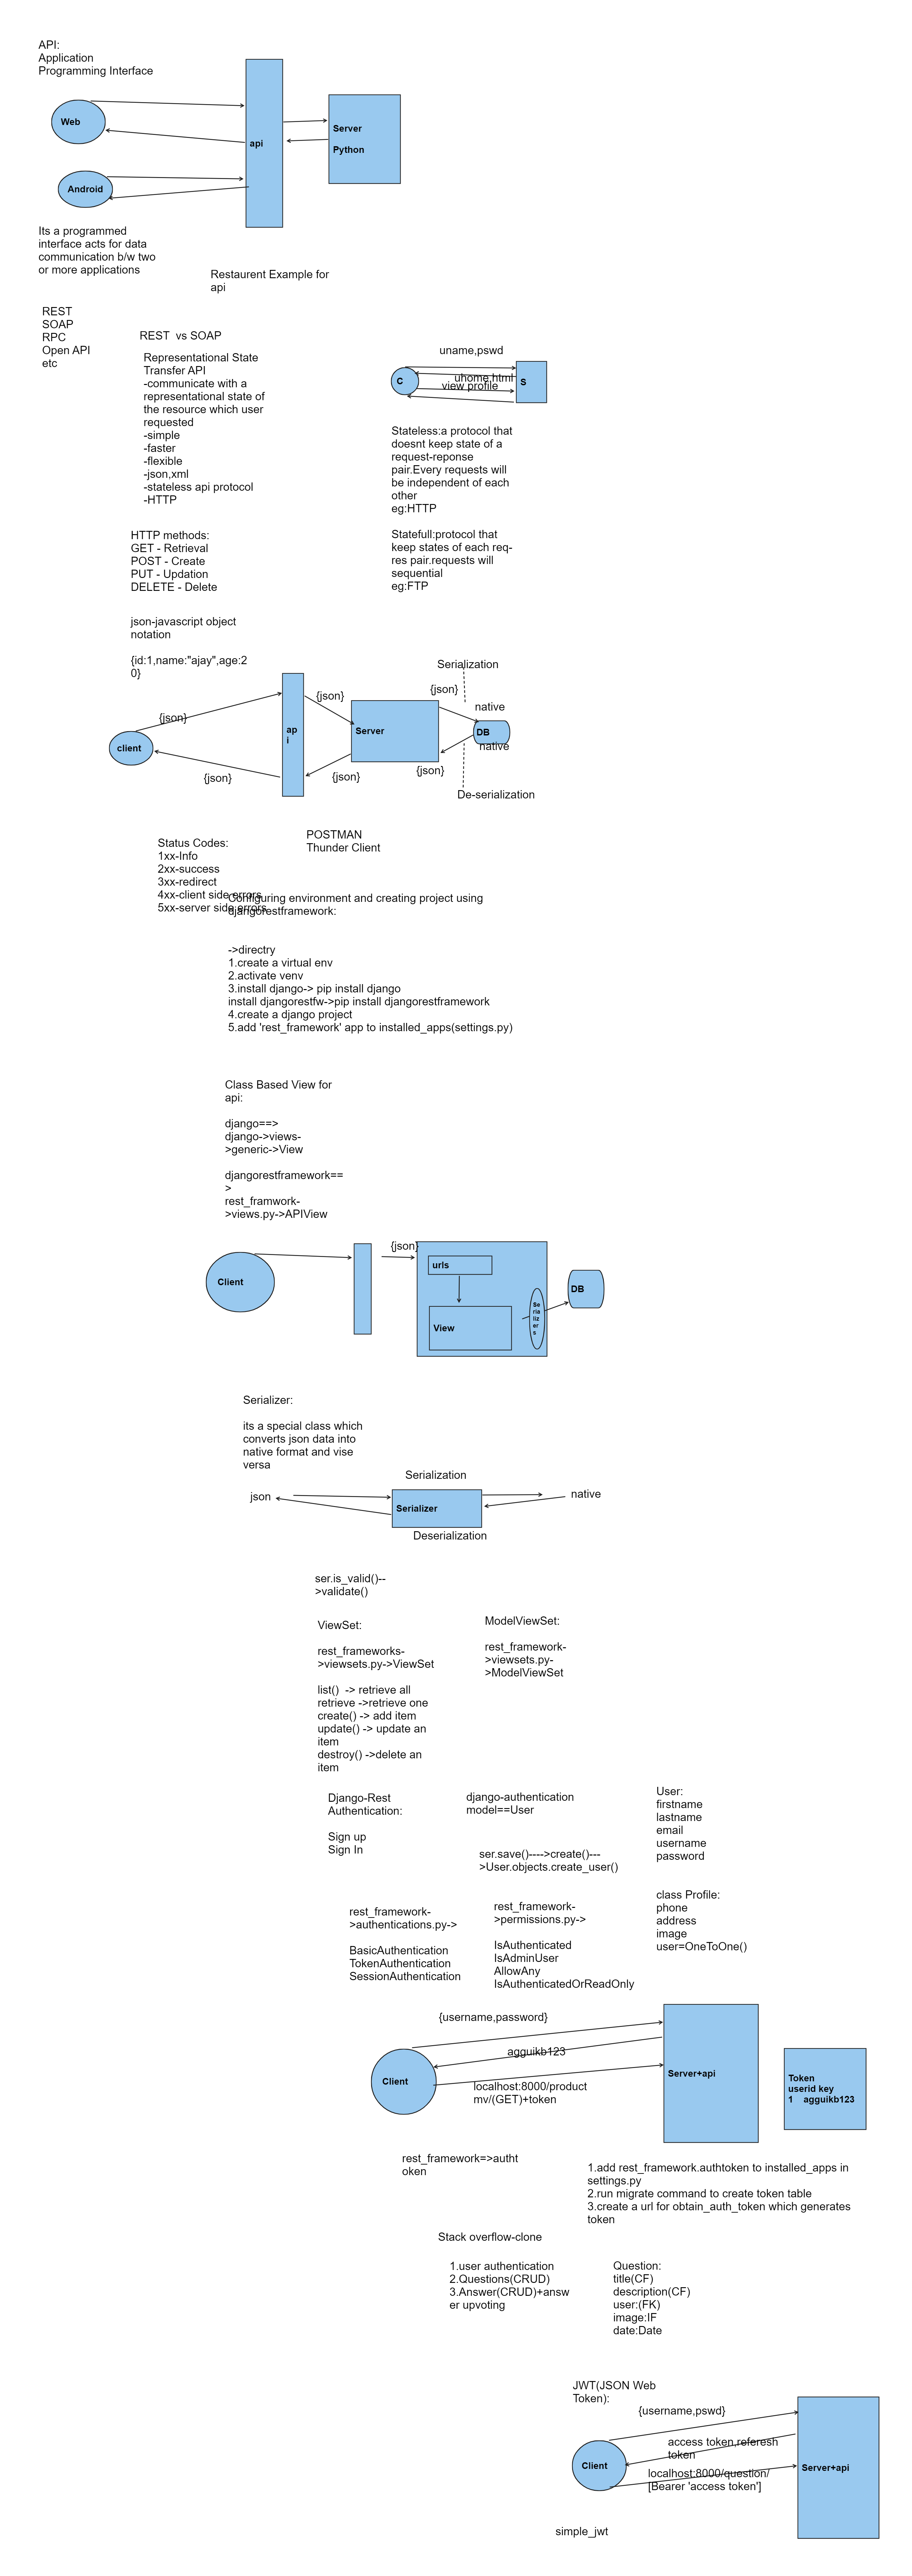 API:
Application
Programming Interface
Web
api
Server
Python
Android
Its a programmed
interface acts for data
communication b/w two
or more applications
Restaurent Example for
api
REST
SOAP
RPC
Open API
etc
REST  vs SOAP
Representational State
Transfer API
-communicate with a
representational state of
the resource which user
requested
-simple
-faster
-flexible
-json,xml
-stateless api protocol
-HTTP
uname,pswd
C
uhome,html
view profile
S
Stateless:a protocol that
doesnt keep state of a
request-reponse
pair.Every requests will
be independent of each
other
eg:HTTP
Statefull:protocol that
keep states of each req-
res pair.requests will
sequential
eg:FTP
HTTP methods:
GET - Retrieval
POST - Create
PUT - Updation
DELETE - Delete
json-javascript object
notation
{id:1,name:"ajay",age:2
0}
Serialization
{json}
{json}
{json}
native
client
ap
i
Server
DB
native
{json}
{json}
{json}
De-serialization
POSTMAN
Thunder Client
Status Codes:
1xx-Info
2xx-success
3xx-redirect
4xx-client side errors
5xx-server side errors
Configuring environment and creating project using
djangorestframework:
->directry
1.create a virtual env
2.activate venv
3.install django-> pip install django
install djangorestfw->pip install djangorestframework
4.create a django project
5.add 'rest_framework' app to installed_apps(settings.py)
Class Based View for
api:
django==>
django->views-
>generic->View
djangorestframework==
>
rest_framwork-
>views.py->APIView
{json}
Client
urls
View
Se
ria
liz
er
s
DB
Serializer:
its a special class which
converts json data into
native format and vise
versa
Serialization
json
Serializer
native
Deserialization
ser.is_valid()--
>validate()
ViewSet:
rest_frameworks-
>viewsets.py->ViewSet
list()  -> retrieve all
retrieve ->retrieve one
create() -> add item
update() -> update an
item
destroy() ->delete an
item
ModelViewSet:
rest_framework-
>viewsets.py-
>ModelViewSet
Django-Rest
Authentication:
Sign up
Sign In
django-authentication
model==User
ser.save()---->create()---
>User.objects.create_user()
User:
firstname
lastname
email
username
password
class Profile:
phone
address
image
user=OneToOne()
rest_framework-
>authentications.py->
BasicAuthentication
TokenAuthentication
SessionAuthentication
rest_framework-
>permissions.py->
IsAuthenticated
IsAdminUser
AllowAny
IsAuthenticatedOrReadOnly
{username,password}
agguikb123
Client
localhost:8000/product
mv/(GET)+token
Server+api
Token
userid key
1    agguikb123
rest_framework=>autht
oken
1.add rest_framework.authtoken to installed_apps in
settings.py
2.run migrate command to create token table
3.create a url for obtain_auth_token which generates
token
Stack overflow-clone
1.user authentication
2.Questions(CRUD)
3.Answer(CRUD)+answ
er upvoting
Question:
title(CF)
description(CF)
user:(FK)
image:IF
date:Date
JWT(JSON Web
Token):
{username,pswd}
access token,referesh
token
Client
localhost:8000/question/
[Bearer 'access token']
Server+api
simple_jwt